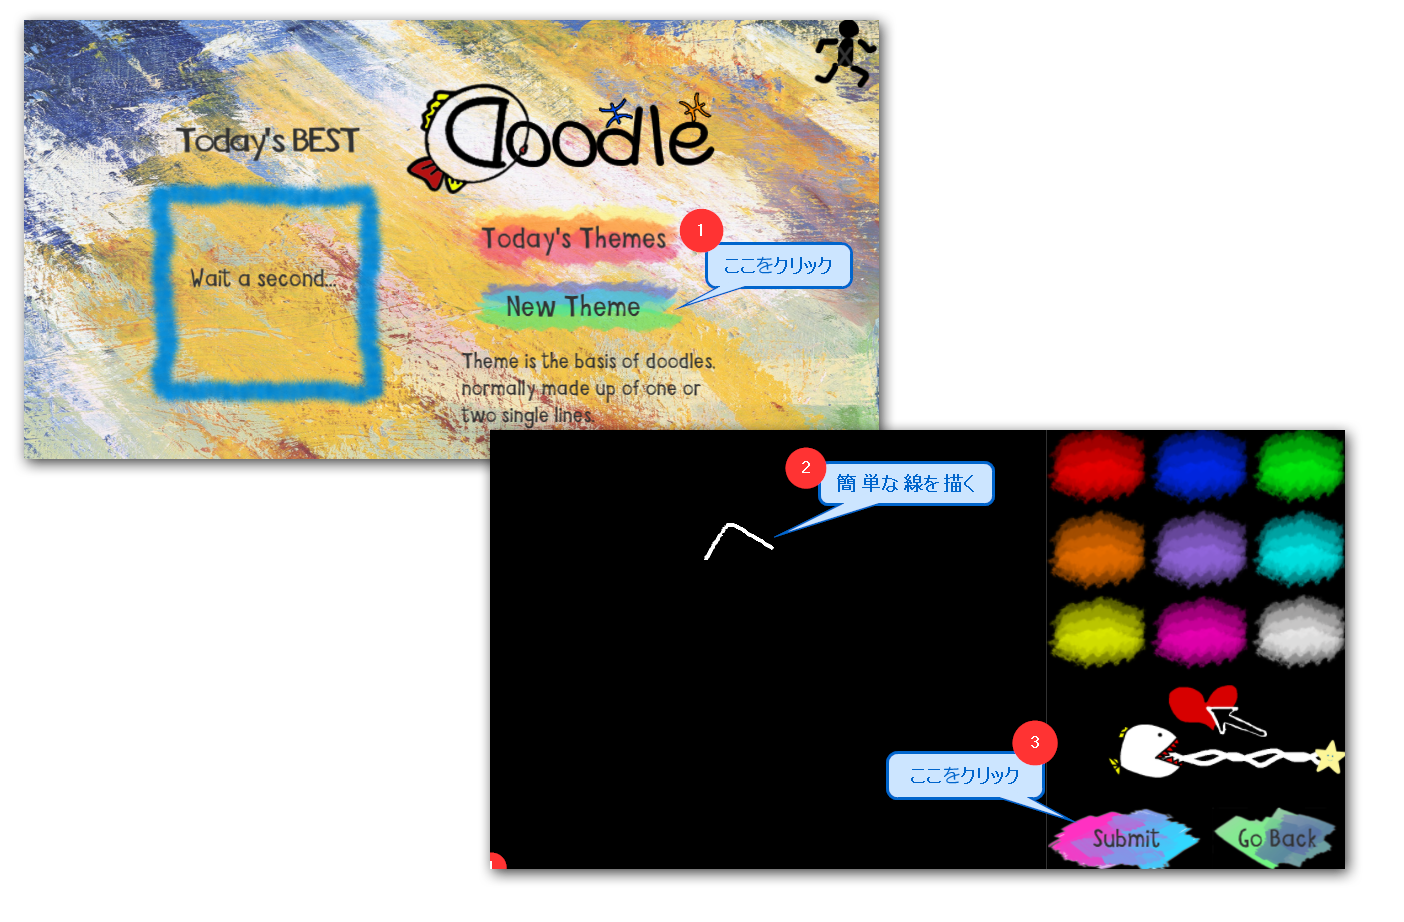 Today's BEST
Doodle
Wait a second...
Today's Themes
1
ここをクリック
New Theme
Theme is the basis of doodles,
normally made up of one or
two single lines.
2
簡単な線を描く
3
ここをクリック
Submit
Go Back